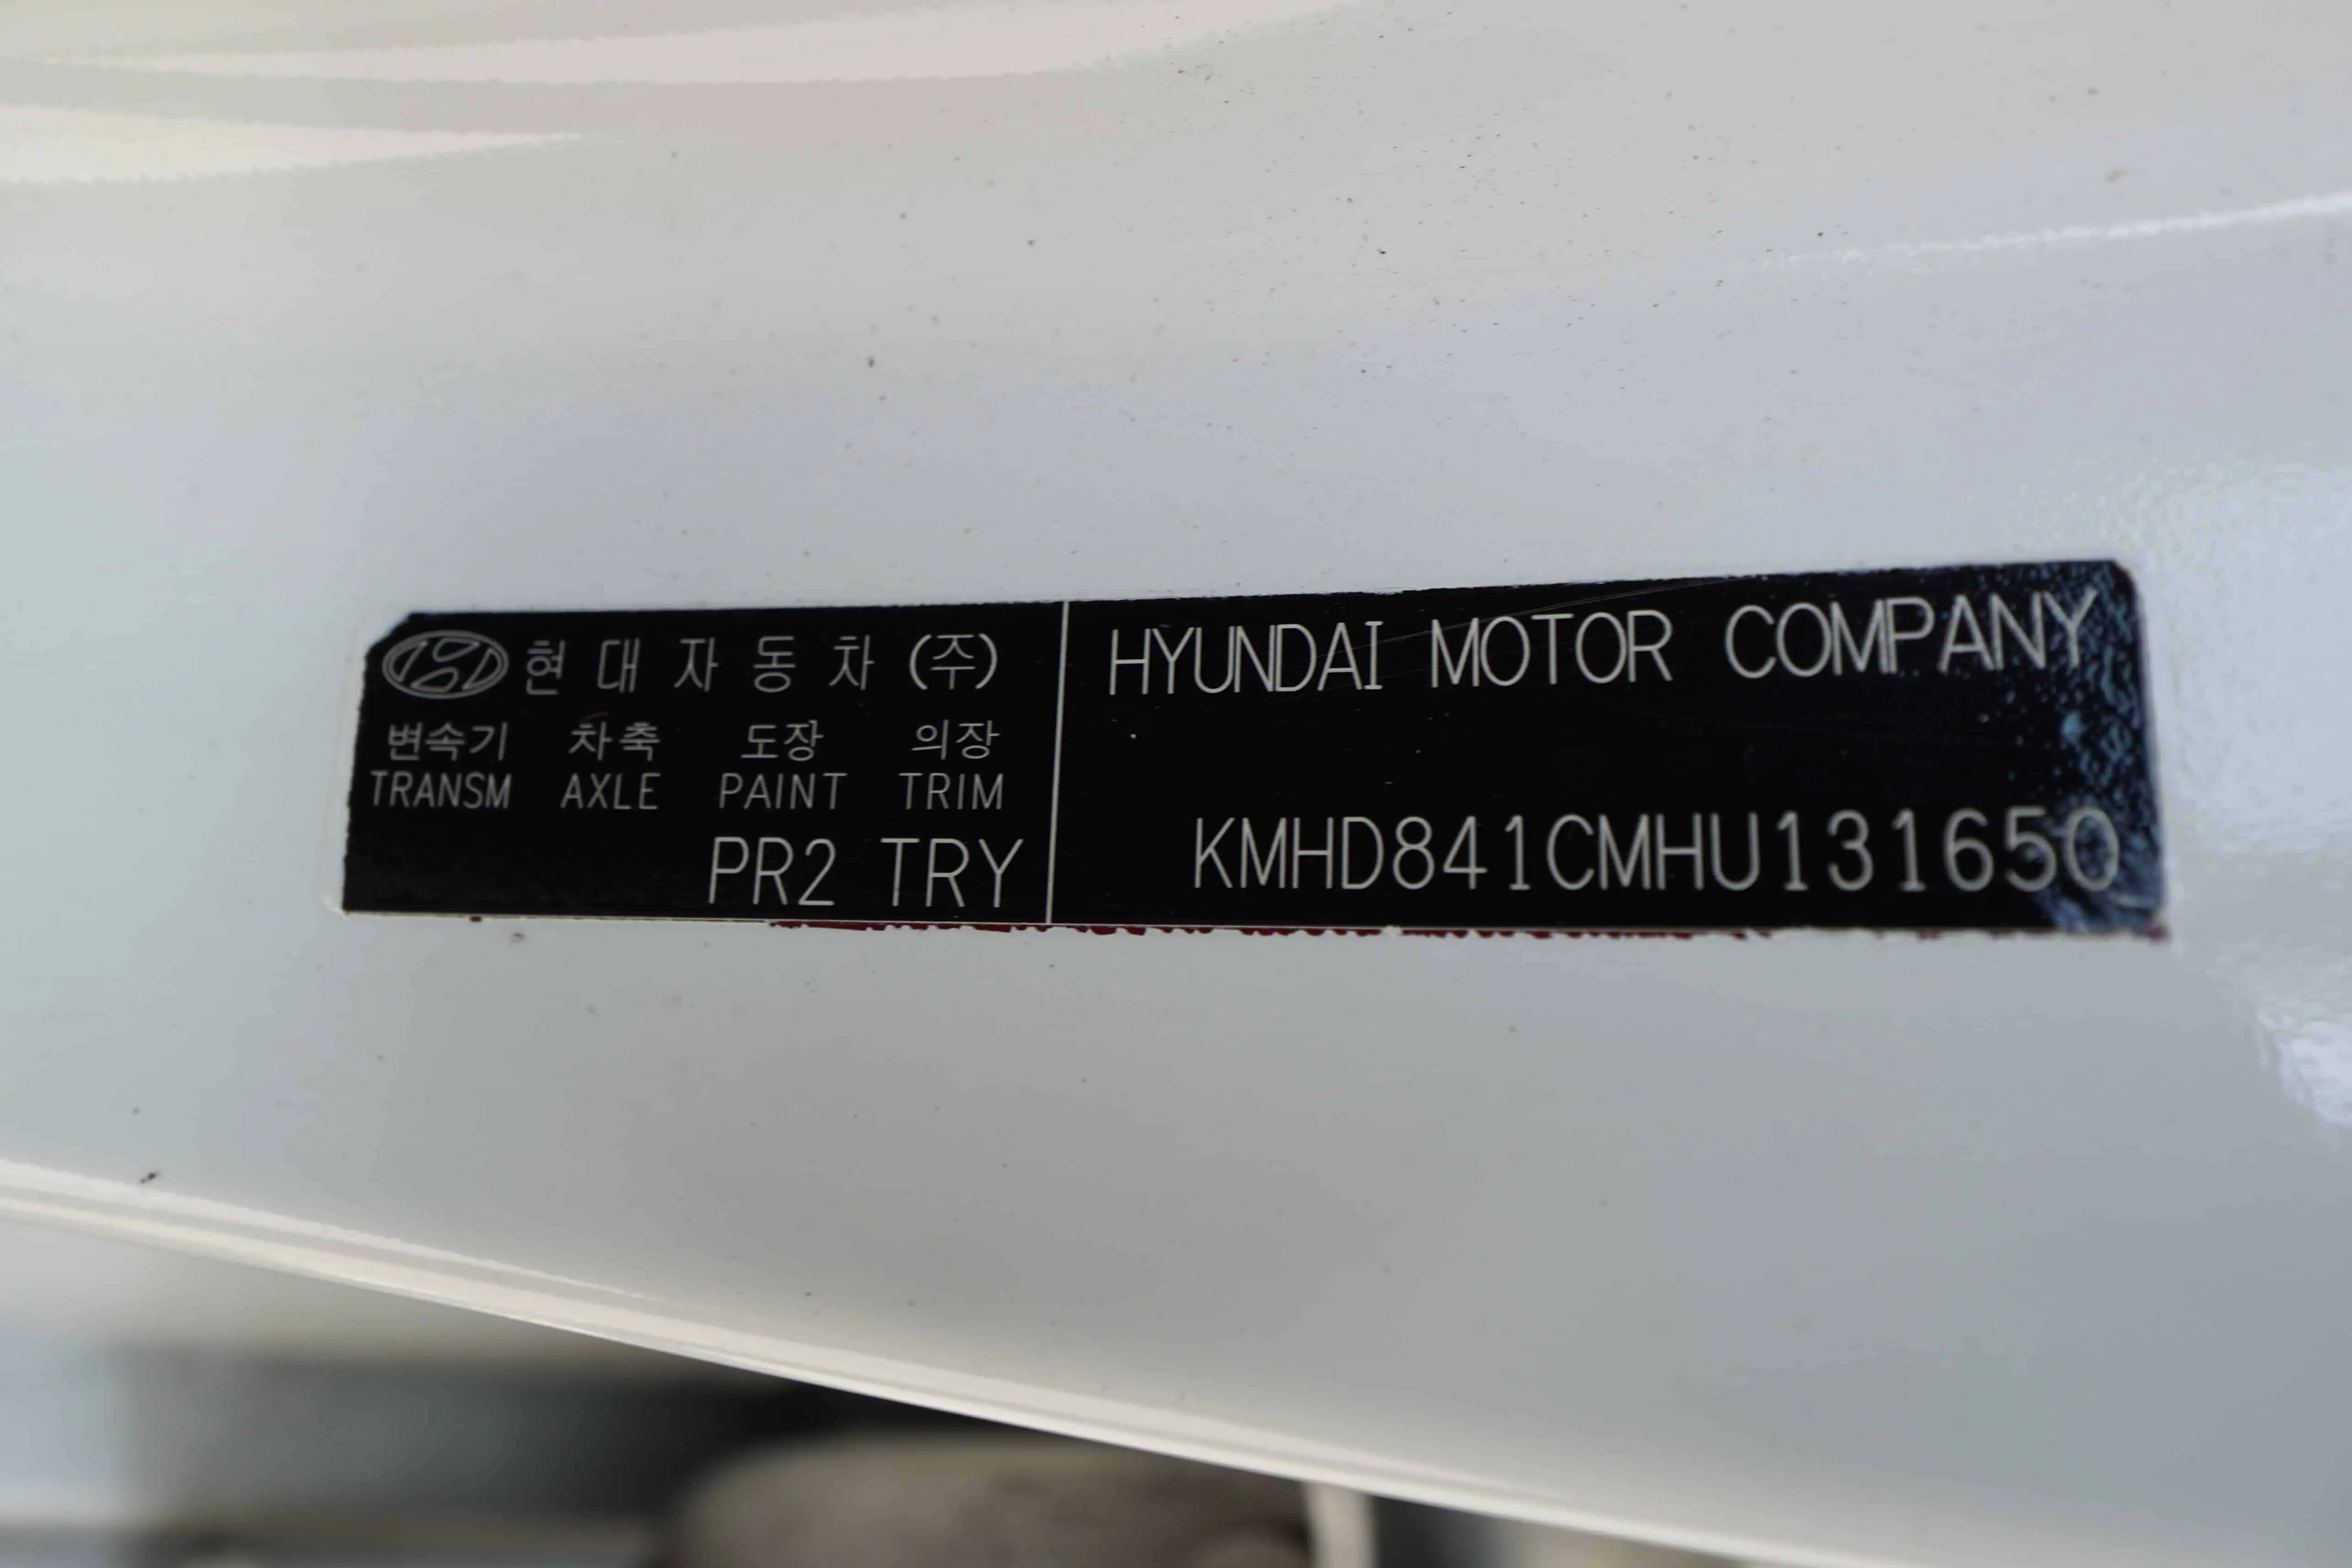 현대자동차(주)
변속기 차축 도장 의장
TRANSM AXLE PAINT TRIM
PR2 TRY
HYUNDAI MOTOR COMPANY
KMHD841CMHU131650